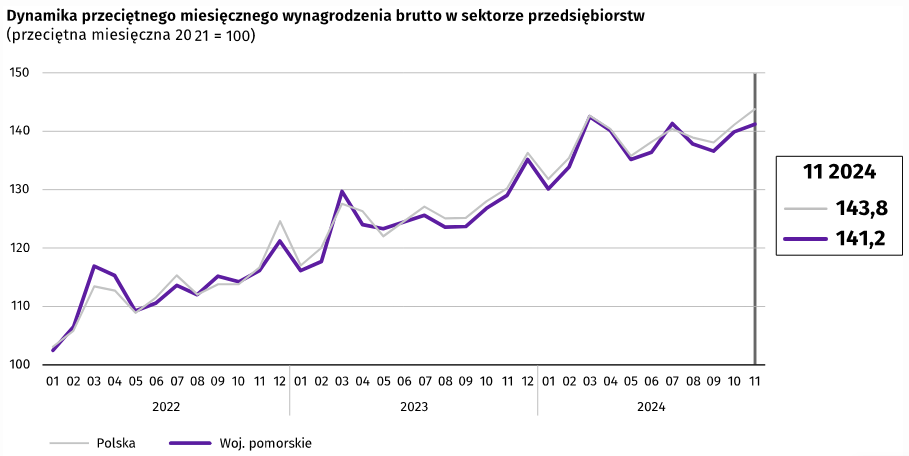 Dynamika przeciętnego miesięcznego wynagrodzenia brutto w sektorze przedsiębiorstw
(przeciętna miesięczna 2021 = 100)
150
140
130
120
110
100
01 02 03 04 05 06 07 08 09 10 11 12 01 02 03 04 05 06 07 08 09 10 11 12 01 02 03 04 05 06 07 08 09 10 11
2022 2023 2024
11 2024
143,8
141,2
Polska Woj. pomorskie